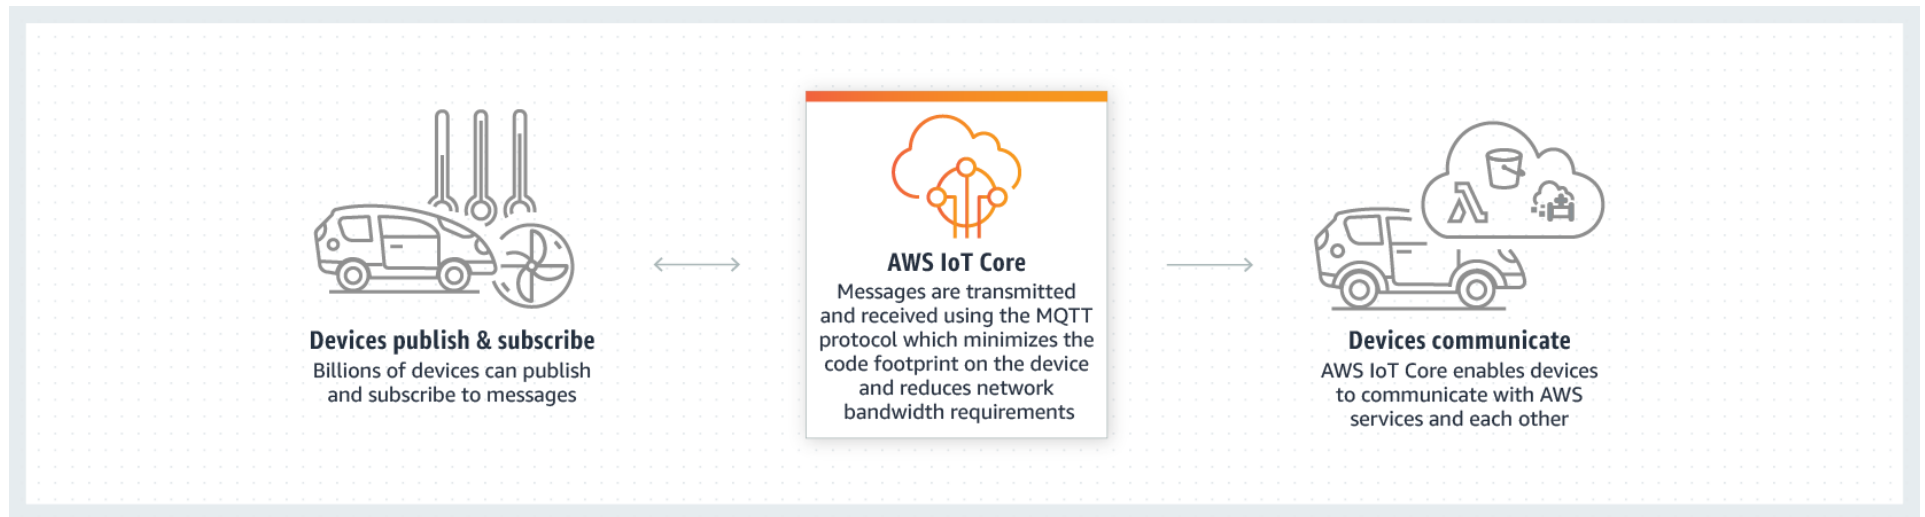 Devices publish & subscribe
Billions of devices can publish
and subscribe to messages
AWS IoT Core
Messages are transmitted
and received using the MQTT
protocol which minimizes the
code footprint on the device
and reduces network
bandwidth requirements
Devices communicate
AWS IoT Core enables devices
to communicate with AWS
services and each other